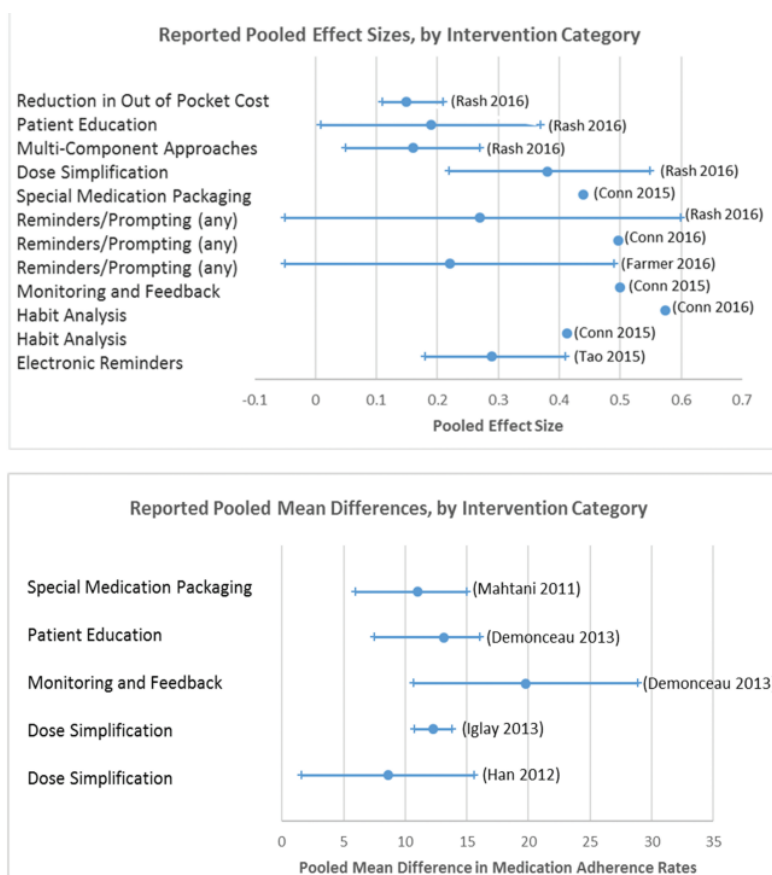 Reported Pooled Effect Sizes, by Intervention Category
Reduction in Out of Pocket Cost (Rash 2016)
Patient Education (Rash 2016)
Multi-Component Approaches (Rash 2016)
Dose Simplification (Rash 2016)
Special Medication Packaging (Conn 2015)
Reminders/Prompting (any) (Rash 2016)
Reminders/Prompting (any) (Conn 2016)
Reminders/Prompting (any) (Farmer 2016)
Monitoring and Feedback (Conn 2015)
Habit Analysis (Conn 2016)
Habit Analysis (Conn 2015)
Electronic Reminders (Tao 2015)
-0.1 0 0.1 0.2 0.3 0.4 0.5 0.6 0.7
Pooled Effect Size
Reported Pooled Mean Differences, by Intervention Category
Special Medication Packaging (Mahtani 2011)
Patient Education (Demonceau 2013)
Monitoring and Feedback (Demonceau 2013
Dose Simplification (Iglay 2013)
Dose Simplification (Han 2012)
0 5 10 15 20 25 30 35
Pooled Mean Difference in Medication Adherence Rates